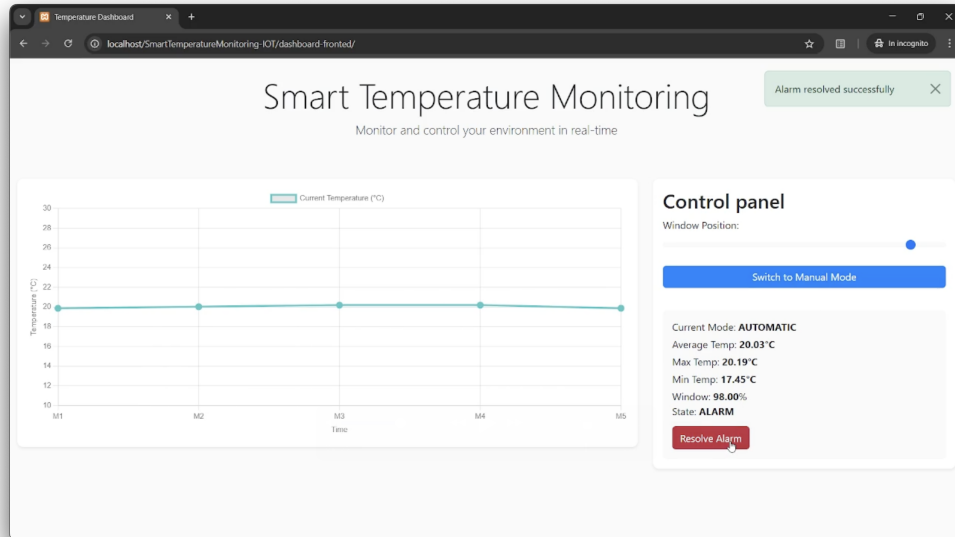 Temperature Dashboard
localhost/SmartTemperatureMonitoring-IOT/dashboard-fronted/
In incognito
Smart Temperature Monitoring
Monitor and control your environment in real-time
Alarm resolved successfully
Current Temperature (°C)
30
28
26
24
22
20
18
16
14
12
10
Temperature (°C)
M1 M2 M3 M4 M5
Time
Control panel
Window Position:
Switch to Manual Mode
Current Mode: AUTOMATIC
Average Temp: 20.03°C
Max Temp: 20.19°C
Min Temp: 17.45°C
Window: 98.00%
State: ALARM
Resolve Alarm